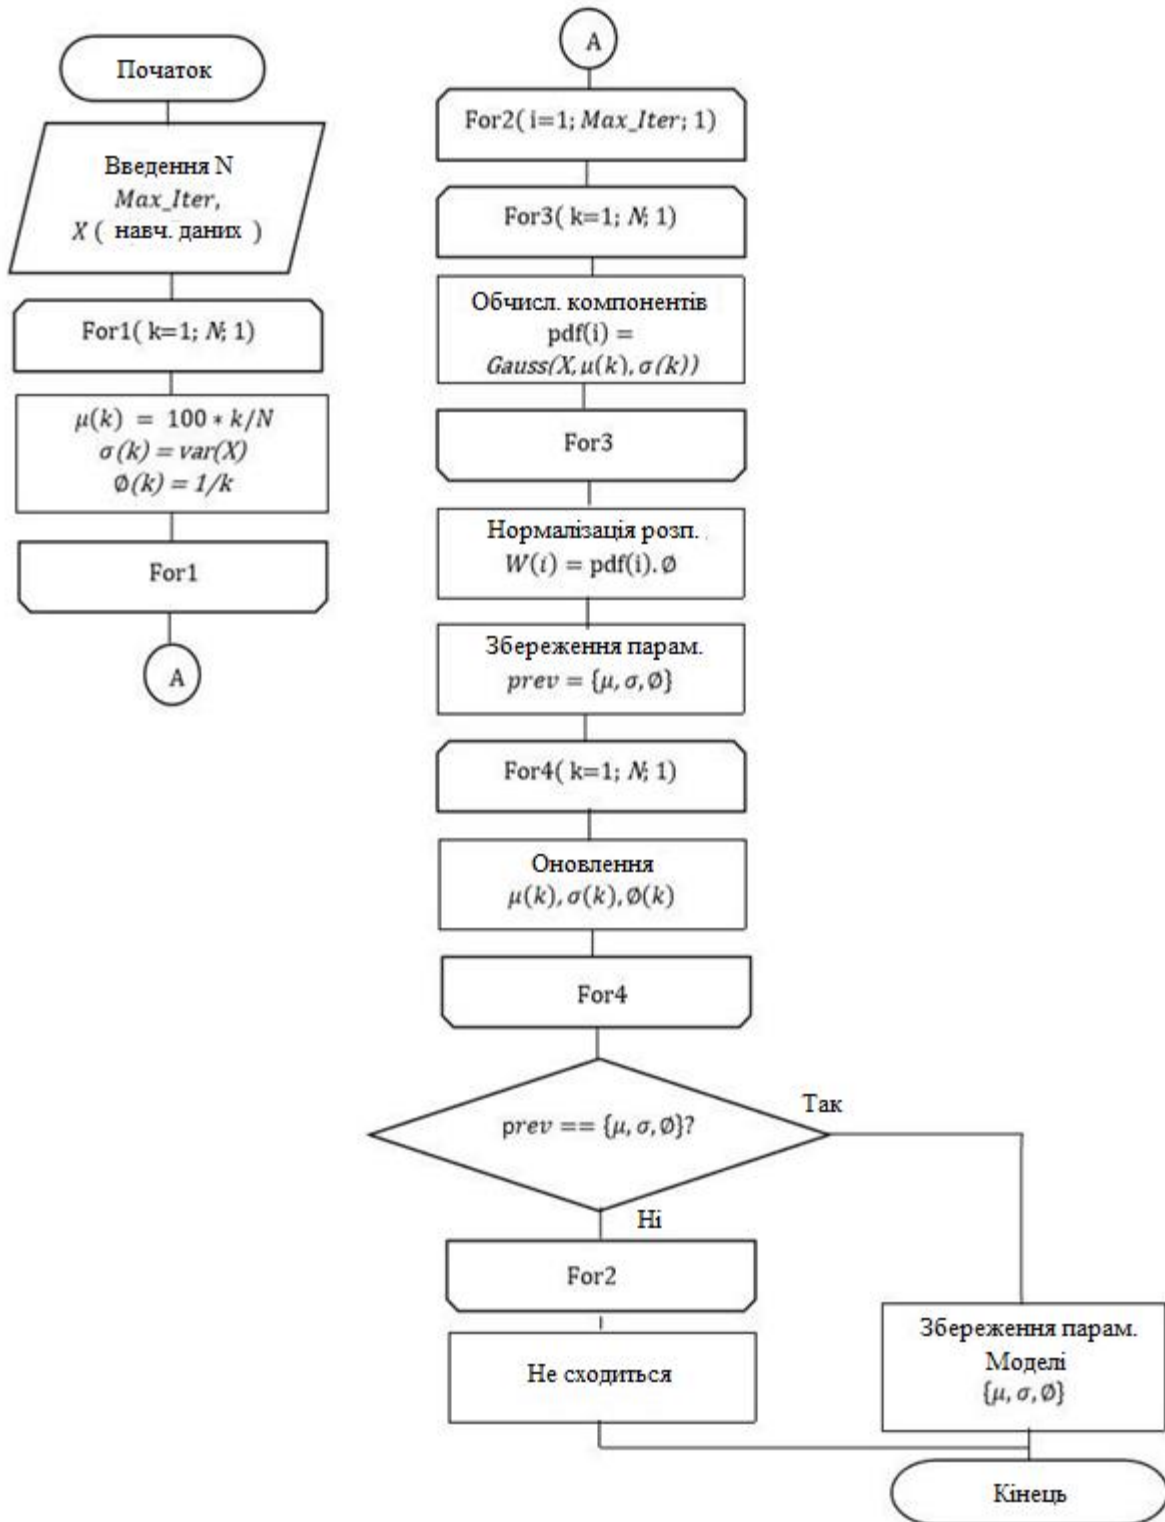 Початок
Введення N
Max_Iter,
X ( навч. даних )
For1( k=1; N; 1)
μ(k) = 100 * k/N
σ(k) = var(X)
Ø(k) = 1/k
For1
A
A
For2( i=1; Max_Iter; 1)
For3( k=1; N; 1)
Обчисл. компонентів
pdf(i) =
Gauss(X, μ(k), σ(k))
For3
Нормалізація розп.
W(i) = pdf(i).Ø
Збереження парам.
prev = {μ, σ, Ø}
For4( k=1; N; 1)
Оновлення
μ(k), σ(k), Ø(k)
For4
prev == {μ, σ, Ø}?
Так
Ні
For2
Не сходиться
Збереження парам.
Моделі
{μ, σ, Ø}
Кінець